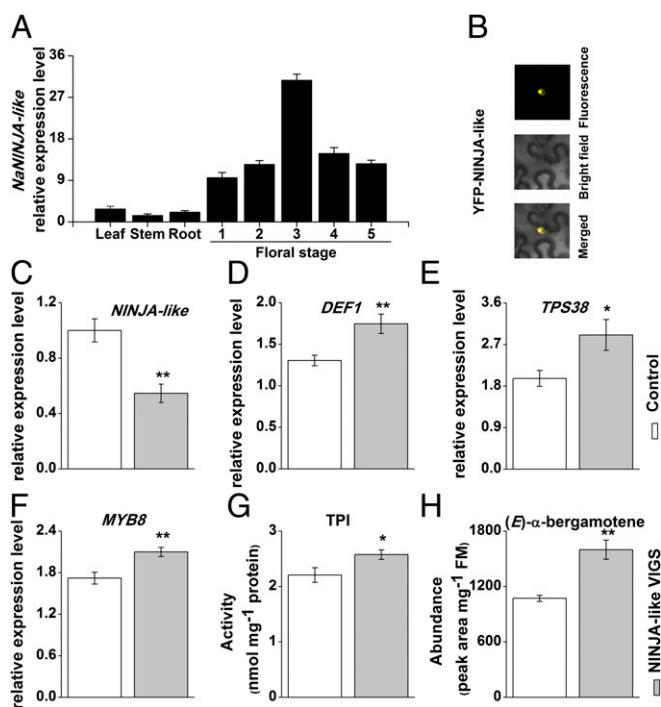 A
NaNINJA-like
relative expression level
36
27
18
9
0
Leaf Stem Root 1 2 3 4 5
Floral stage
B
YFP-NINJA-like
Fluorescence
Bright field
Merged
C
NINJA-like
relative expression level
1.2
0.8
0.4
0.0
**
D
DEF1
relative expression level
2.0
1.5
1.0
0.5
0.0
**
E
TPS38
relative expression level
3.6
2.7
1.8
0.9
0.0
*
Control
F
MYB8
relative expression level
2.4
1.8
1.2
0.6
0.0
**
G
TPI
Activity
(nmol mg-1 protein)
3
2
1
0
*
H
(E)-α-bergamotene
Abundance
(peak area mg-1 FM)
1800
1200
600
0
**
NINJA-like VIGS